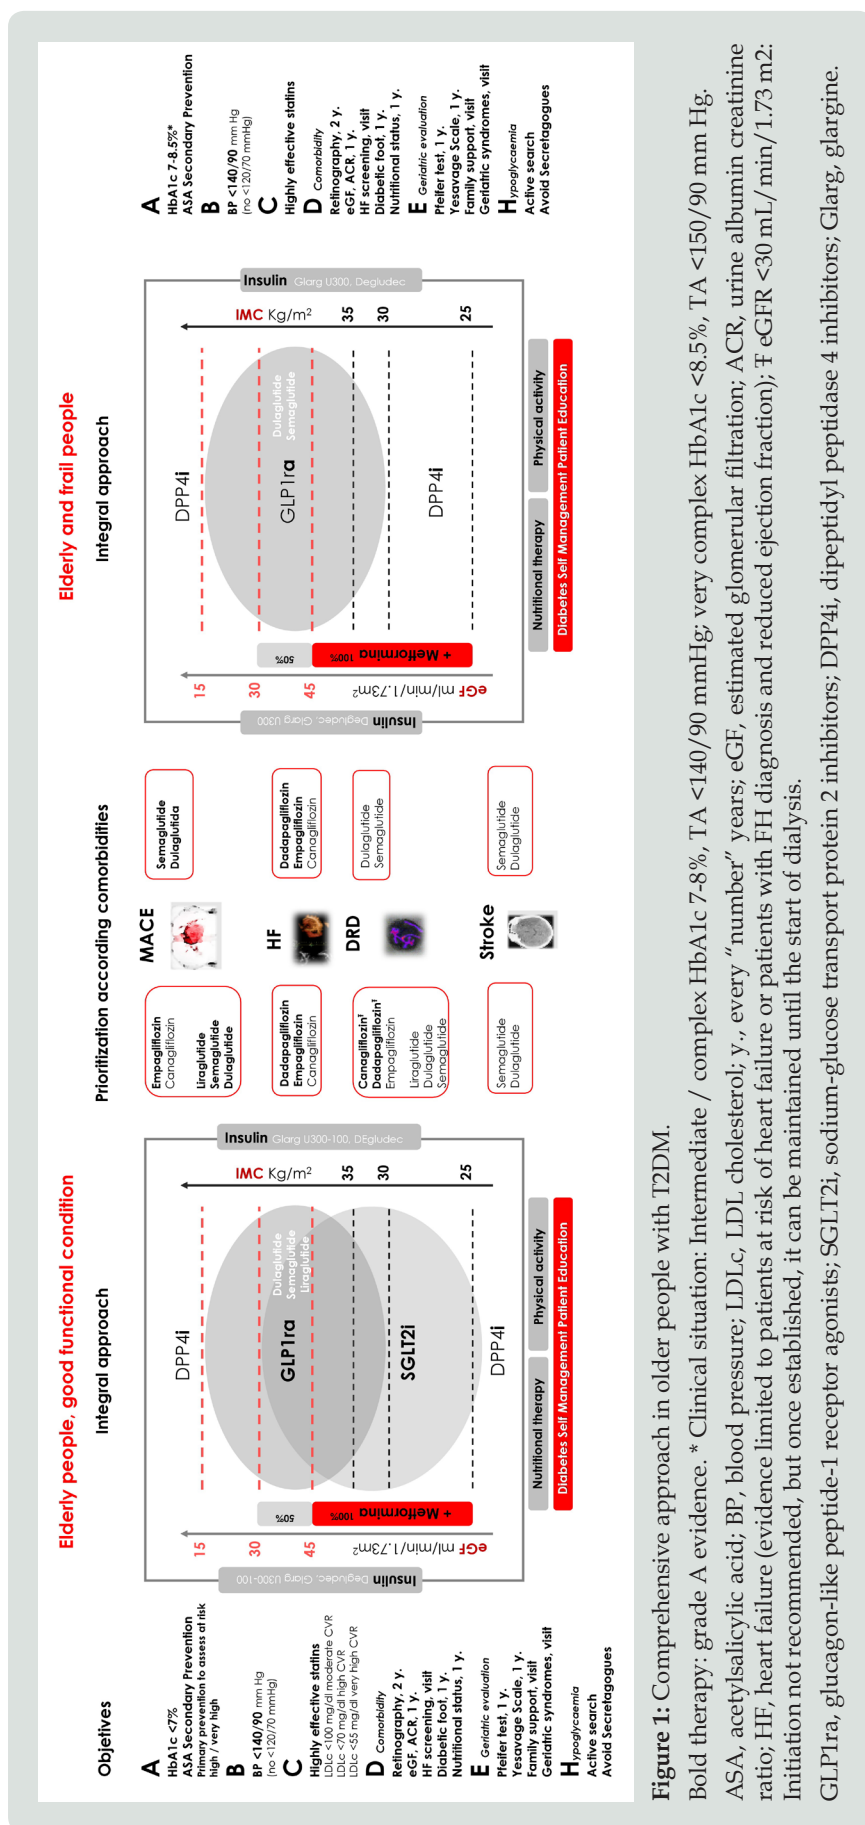 Elderly people, good functional condition
Objectives
Integral approach
A
HbA1c <7%
ASA Secondary Prevention
Primary prevention to assess at risk
high / very high
B
BP <140/90 mm Hg
(no <120/70 mmHg)
C
Highly effective statins
LDLc <100 mg/dl moderate CVR
LDLc <70 mg/dl high CVR
LDLc <55 mg/dl very high CVR
D Comorbidity
Retinography, 2 y.
eGF, ACR, 1 y.
HF screening, visit
Diabetic foot, 1 y.
Nutritional status, 1 y.
E Geriatric evaluation
Pfeifer test, 1 y.
Yesavage Scale, 1 y.
Family support, visit
Geriatric syndromes, visit
Hypoglycaemia
Active search
Avoid Secretagogues
Insulin Degludec, Glarg U300-100
eGF ml/min/1.73m²
15
30
45
50%
+ Metformina 100%
DPP4i
GLP1ra
Dulaglutide
Semaglutide
Liraglutide
SGLT2i
DPP4i
IMC Kg/m²
35
30
25
Insulin Glarg U300-100, DEgludec
Nutritional therapy
Physical activity
Diabetes Self Management Patient Education
Prioritization according comorbidities
Empagliflozin
Canagliflozin
Liraglutide
Semaglutide
Dulaglutide
MACE
Semaglutide
Dulaglutida
Dadapagliflozin
Empagliflozin
Canagliflozin
HF
Dadapagliflozin
Empagliflozin
Canagliflozin
Canagliflozinᵀ
Dadapagliflozinᵀ
Empagliflozin
Liraglutide
Dulaglutide
Semaglutide
DRD
Dulaglutide
Semaglutide
Semaglutide
Dulaglutide
Stroke
Semaglutide
Dulaglutide
Elderly and frail people
Integral approach
Insulin Degludec, Glarg U300
eGF ml/min/1.73m²
15
30
45
50%
+ Metformina 100%
DPP4i
GLP1ra
Dulaglutide
Semaglutide
DPP4i
IMC Kg/m²
35
30
25
Insulin Glarg U300, Degludec
Nutritional therapy
Physical activity
Diabetes Self Management Patient Education
A
HbA1c 7-8.5%*
ASA Secondary Prevention
B
BP <140/90 mm Hg
(no <120/70 mmHg)
C
Highly effective statins
D Comorbidity
Retinography, 2 y.
eGF, ACR, 1 y.
HF screening, visit
Diabetic foot, 1 y.
Nutritional status, 1 y.
E Geriatric evaluation
Pfeifer test, 1 y.
Yesavage Scale, 1 y.
Family support, visit
Geriatric syndromes, visit
Hypoglycaemia
Active search
Avoid Secretagogues
Figure 1: Comprehensive approach in older people with T2DM.
Bold therapy: grade A evidence. * Clinical situation: Intermediate / complex HbA1c 7-8%, TA <140/90 mmHg; very complex HbA1c <8.5%, TA <150/90 mm Hg.
ASA, acetylsalicylic acid; BP, blood pressure; LDLc, LDL cholesterol; y., every "number" years; eGF, estimated glomerular filtration; ACR, urine albumin creatinine
ratio; HF, heart failure (evidence limited to patients at risk of heart failure or patients with FH diagnosis and reduced ejection fraction); Ŧ eGFR <30 mL/min/1.73 m2:
Initiation not recommended, but once established, it can be maintained until the start of dialysis.
GLP1ra, glucagon-like peptide-1 receptor agonists; SGLT2i, sodium-glucose transport protein 2 inhibitors; DPP4i, dipeptidyl peptidase 4 inhibitors; Glarg, glargine.